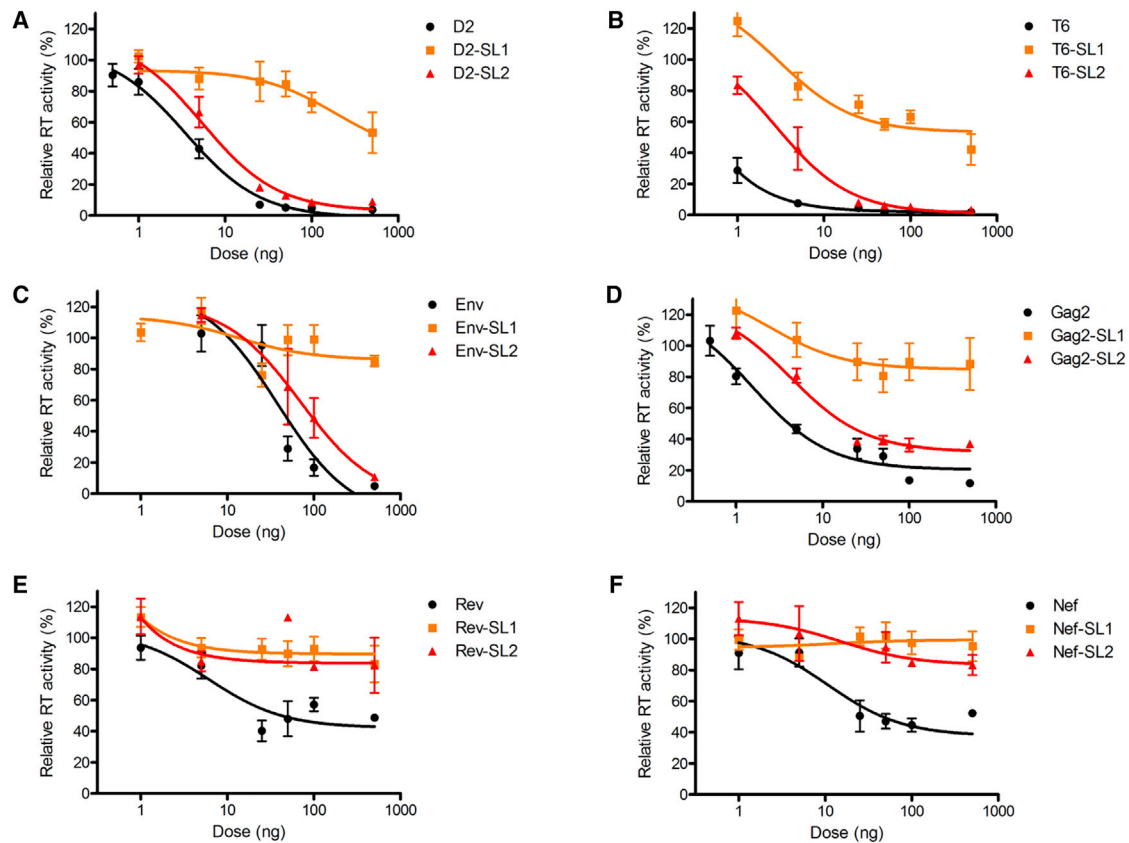 A
Relative RT activity (%)
120
100
80
60
40
20
0
1
10
100
1000
Dose (ng)
D2
D2-SL1
D2-SL2
B
Relative RT activity (%)
120
100
80
60
40
20
0
1
10
100
1000
Dose (ng)
T6
T6-SL1
T6-SL2
C
Relative RT activity (%)
120
100
80
60
40
20
0
1
10
100
1000
Dose (ng)
Env
Env-SL1
Env-SL2
D
Relative RT activity (%)
120
100
80
60
40
20
0
1
10
100
1000
Dose (ng)
Gag2
Gag2-SL1
Gag2-SL2
E
Relative RT activity (%)
120
100
80
60
40
20
0
1
10
100
1000
Dose (ng)
Rev
Rev-SL1
Rev-SL2
F
Relative RT activity (%)
120
100
80
60
40
20
0
1
10
100
1000
Dose (ng)
Nef
Nef-SL1
Nef-SL2